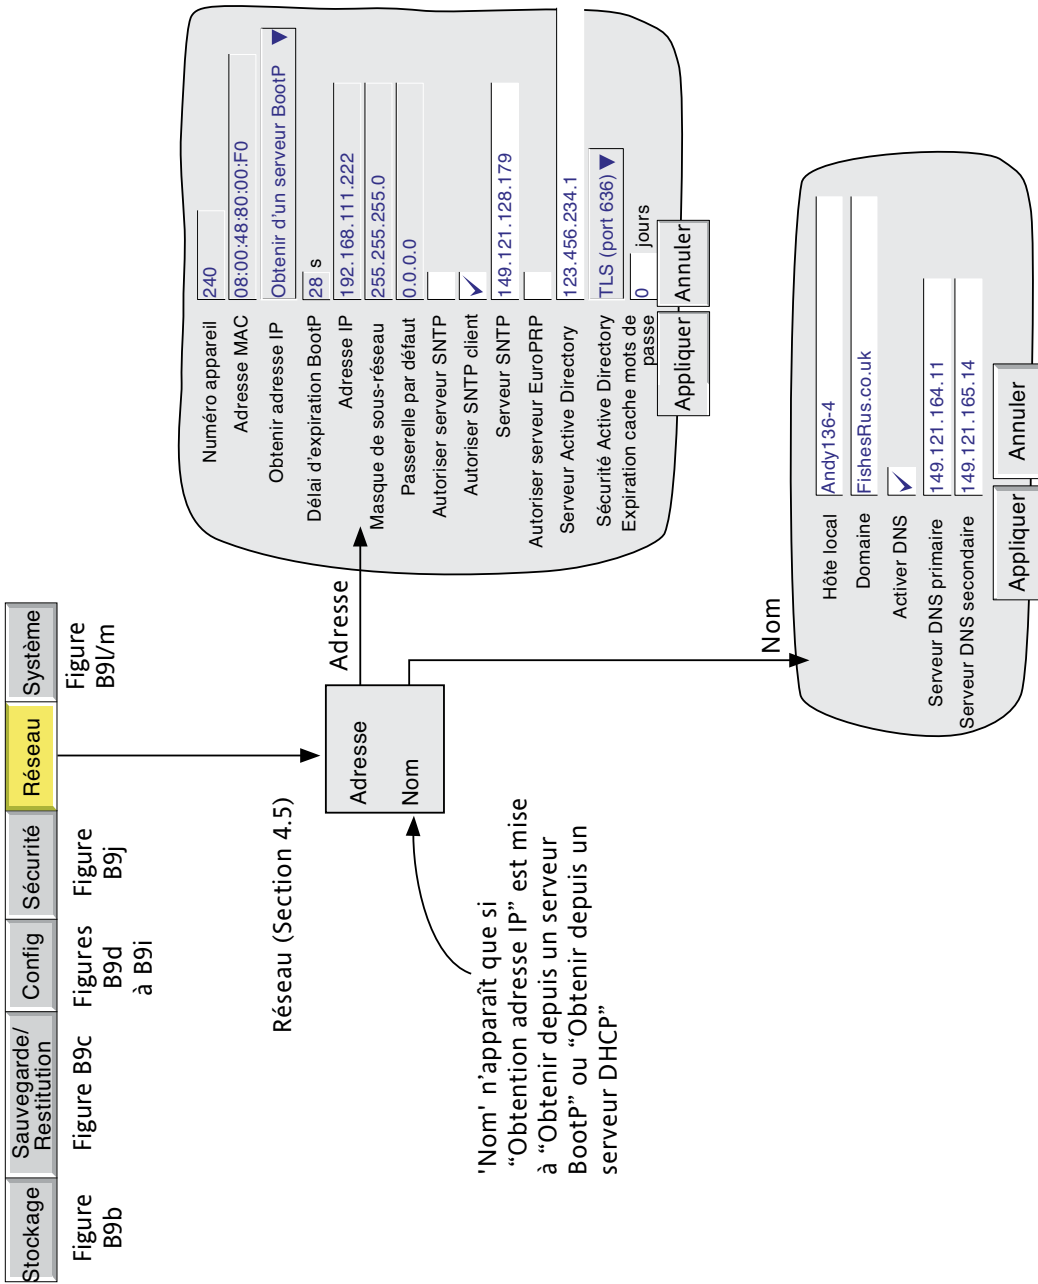 Stockage
Sauvegarde/
Restitution
Config
Sécurité
Réseau
Système
Figure
B9b
Figure B9c
Figures
B9d
à B9i
Figure
B9j
Figure
B9l/m
Réseau (Section 4.5)
Adresse
Nom
'Nom' n’apparaît que si
“Obtention adresse IP” est mise
à “Obtenir depuis un serveur
BootP” ou “Obtenir depuis un
serveur DHCP”
Adresse
Numéro appareil 240
Adresse MAC 08:00:48:80:00:F0
Obtenir adresse IP Obtenir d'un serveur BootP
Délai d'expiration BootP 28 s
Adresse IP 192.168.111.222
Masque de sous-réseau 255.255.255.0
Passerelle par défaut 0.0.0.0
Autoriser serveur SNTP
Autoriser SNTP client
Serveur SNTP 149.121.128.179
Autoriser serveur EuroPRP
Serveur Active Directory 123.456.234.1
Sécurité Active Directory TLS (port 636)
Expiration cache mots de
passe 0 jours
Appliquer Annuler
Nom
Hôte local Andy136-4
Domaine FishesRus.co.uk
Activer DNS
Serveur DNS primaire 149.121.164.11
Serveur DNS secondaire 149.121.165.14
Appliquer Annuler